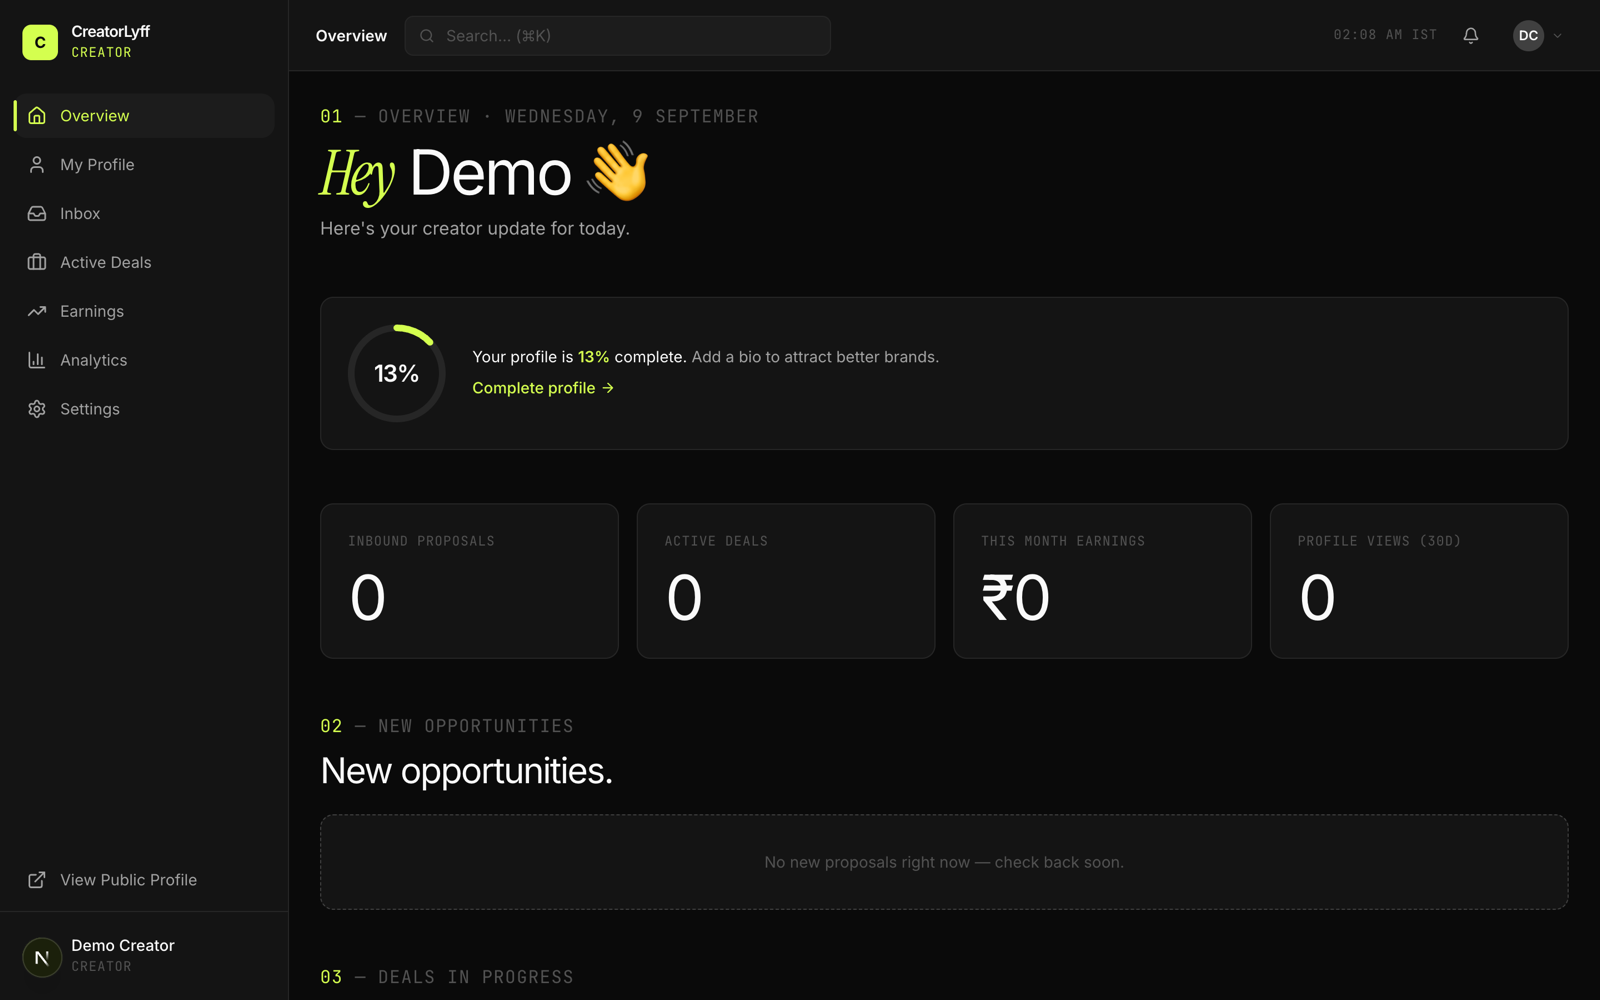 C
CreatorLyff
CREATOR
Overview
My Profile
Inbox
Active Deals
Earnings
Analytics
Settings
View Public Profile
N
Demo Creator
CREATOR
Overview
Search... (⌘K)
02:08 AM IST
DC
01 — OVERVIEW · WEDNESDAY, 9 SEPTEMBER
Hey Demo 👋
Here's your creator update for today.
13%
Your profile is 13% complete. Add a bio to attract better brands.
Complete profile →
INBOUND PROPOSALS
0
ACTIVE DEALS
0
THIS MONTH EARNINGS
₹0
PROFILE VIEWS (30D)
0
02 — NEW OPPORTUNITIES
New opportunities.
No new proposals right now — check back soon.
03 — DEALS IN PROGRESS